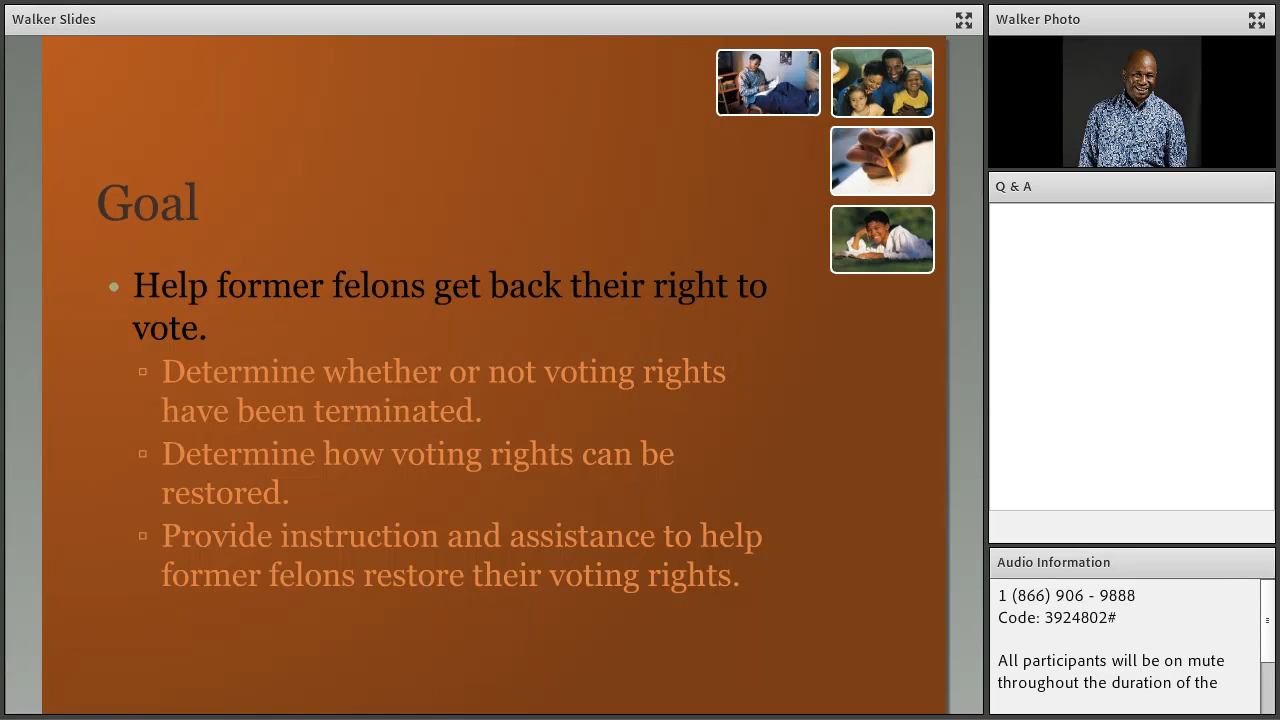 Walker Slides
Goal
• Help former felons get back their right to
vote.
▫ Determine whether or not voting rights
have been terminated.
▫ Determine how voting rights can be
restored.
▫ Provide instruction and assistance to help
former felons restore their voting rights.
Walker Photo
Q & A
Audio Information
1 (866) 906 - 9888
Code: 3924802#
All participants will be on mute
throughout the duration of the